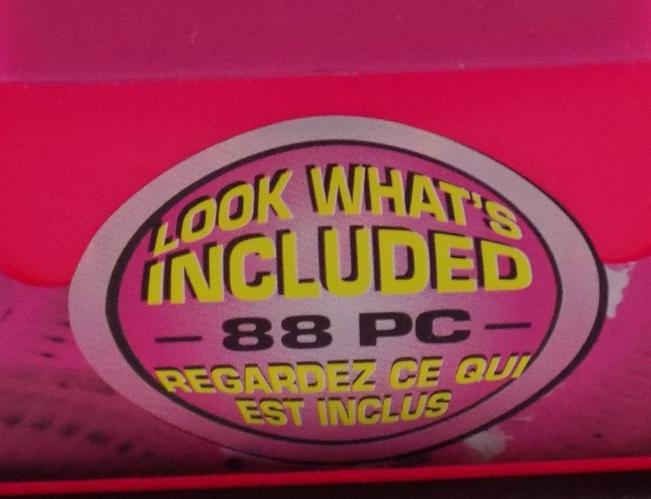 LOOK WHAT'S
INCLUDED
- 88 PC -
REGARDEZ CE QUI
EST INCLUS